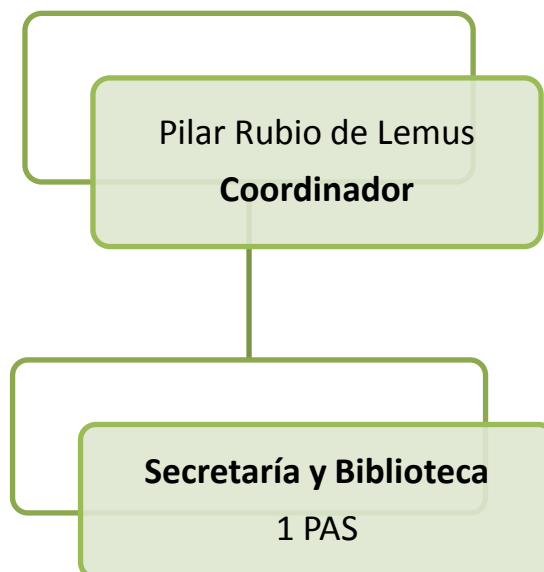 Pilar Rubio de Lemus
Coordinador
Secretaría y Biblioteca
1 PAS